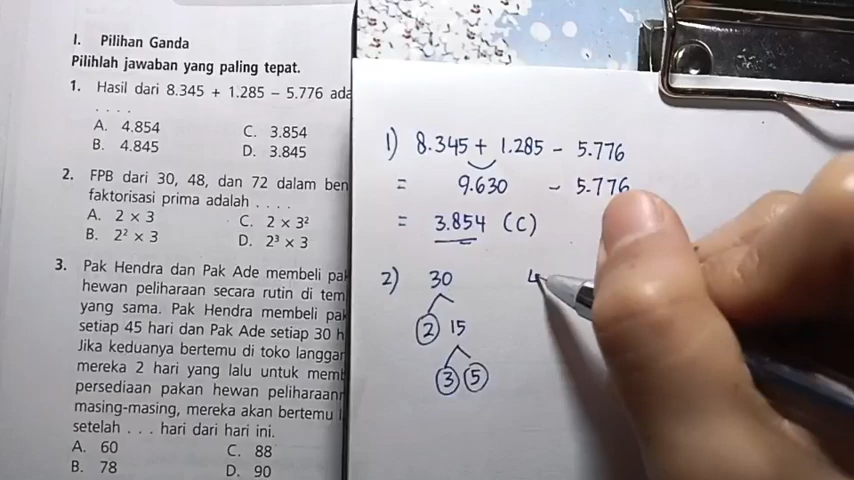 I. Pilihan Ganda
Pilihlah jawaban yang paling tepat.
1. Hasil dari 8.345 + 1.285 – 5.776 ada
. . . .
A. 4.854 C. 3.854
B. 4.845 D. 3.845
2. FPB dari 30, 48, dan 72 dalam ben
faktorisasi prima adalah . . . .
A. 2 × 3 C. 2 × 3²
B. 2² × 3 D. 2³ × 3
3. Pak Hendra dan Pak Ade membeli pak
hewan peliharaan secara rutin di tem
yang sama. Pak Hendra membeli pak
setiap 45 hari dan Pak Ade setiap 30 h
Jika keduanya bertemu di toko langgan
mereka 2 hari yang lalu untuk memb
persediaan pakan hewan peliharaann
masing-masing, mereka akan bertemu l
setelah . . . hari dari hari ini.
A. 60 C. 88
B. 78 D. 90
1) 8.345 + 1.285 – 5.776
= 9.630 – 5.776
= 3.854 (C)
2) 30
2 15
3 5